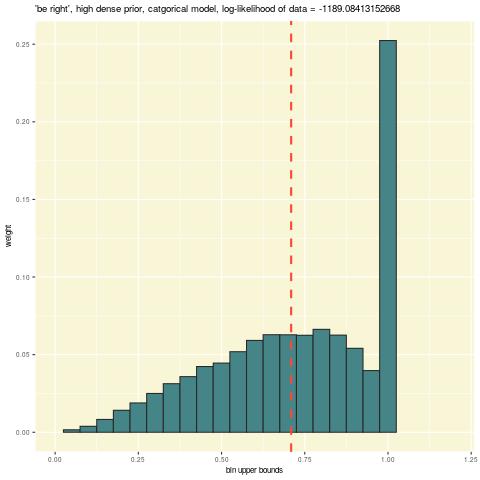 'be right', high dense prior, catgorical model, log-likelihood of data = -1189.08413152668
0.25
0.20
0.15
0.10
0.05
0.00
weight
0.00 0.25 0.50 0.75 1.00 1.25
bin upper bounds